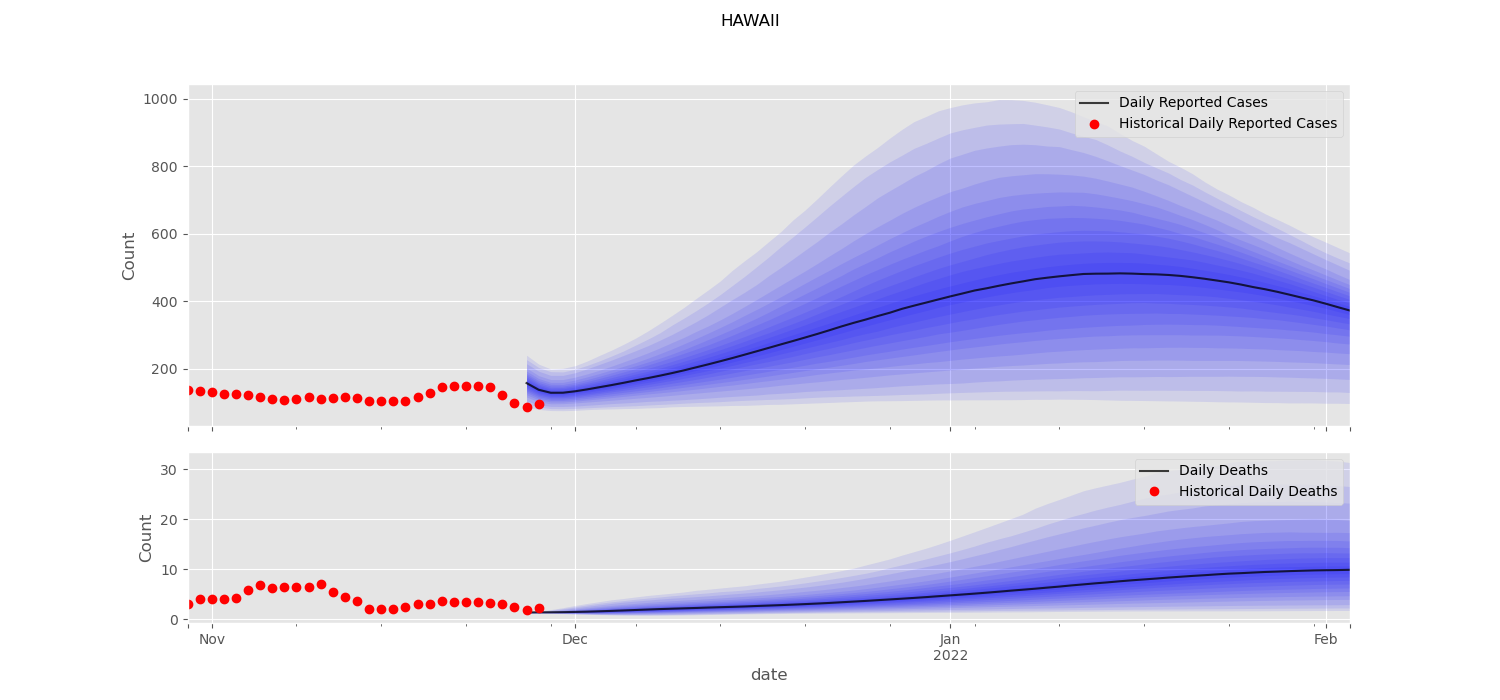 HAWAII
1000
800
600
400
200
Count
Daily Reported Cases
Historical Daily Reported Cases
30
20
10
0
Count
Daily Deaths
Historical Daily Deaths
Nov
Dec
Jan
2022
Feb
date